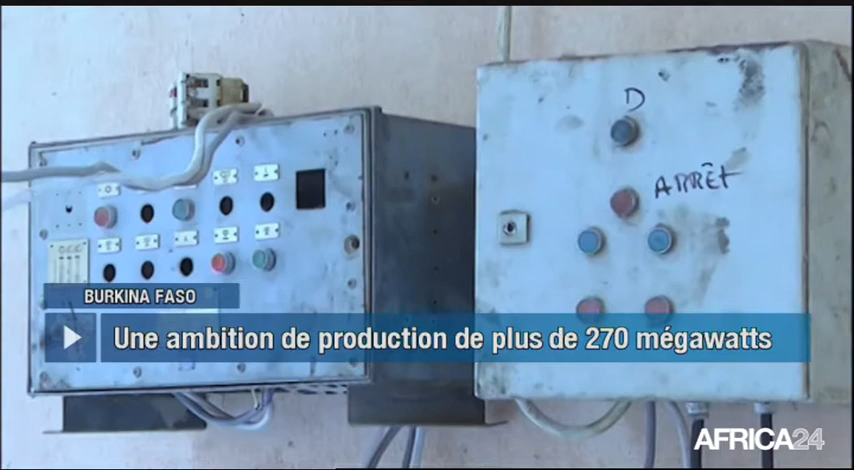 D
ARRÊT
BURKINA FASO
Une ambition de production de plus de 270 mégawatts
AFRICA24